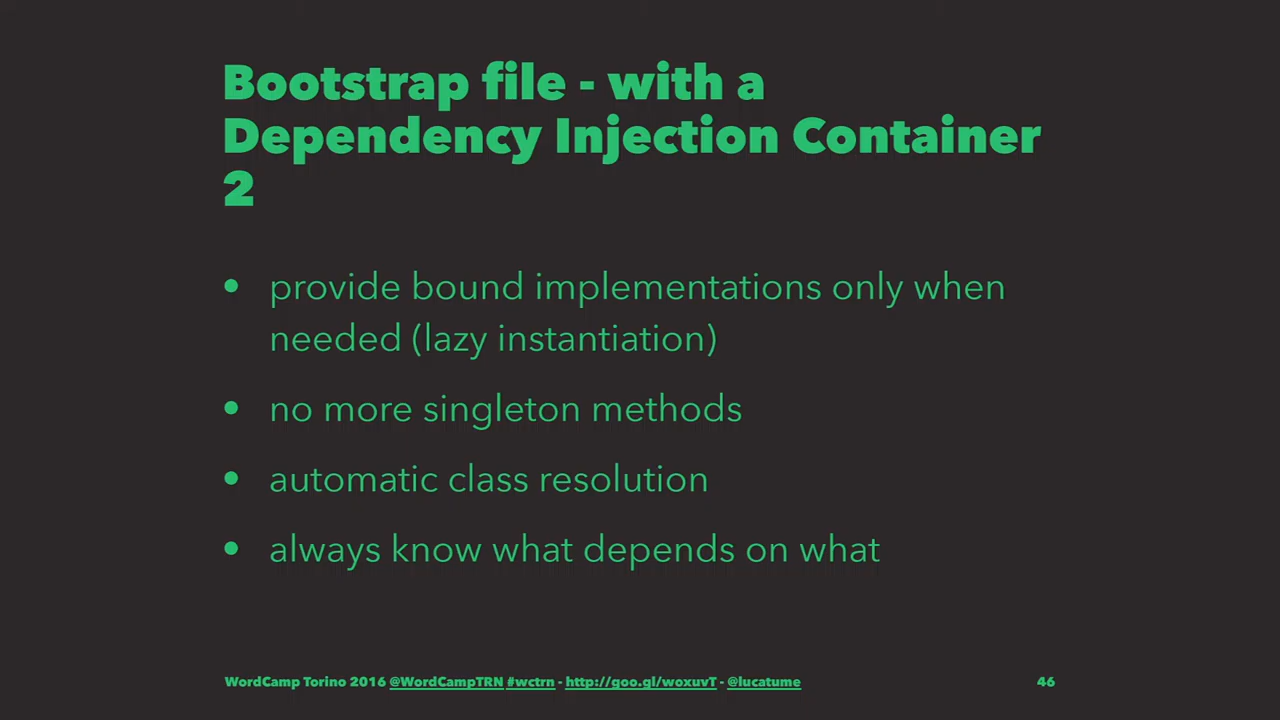 Bootstrap file - with a
Dependency Injection Container
2
• provide bound implementations only when
needed (lazy instantiation)
• no more singleton methods
• automatic class resolution
• always know what depends on what
WordCamp Torino 2016 @WordCampTRN #wctrn - http://goo.gl/woxuvT - @lucatume 46